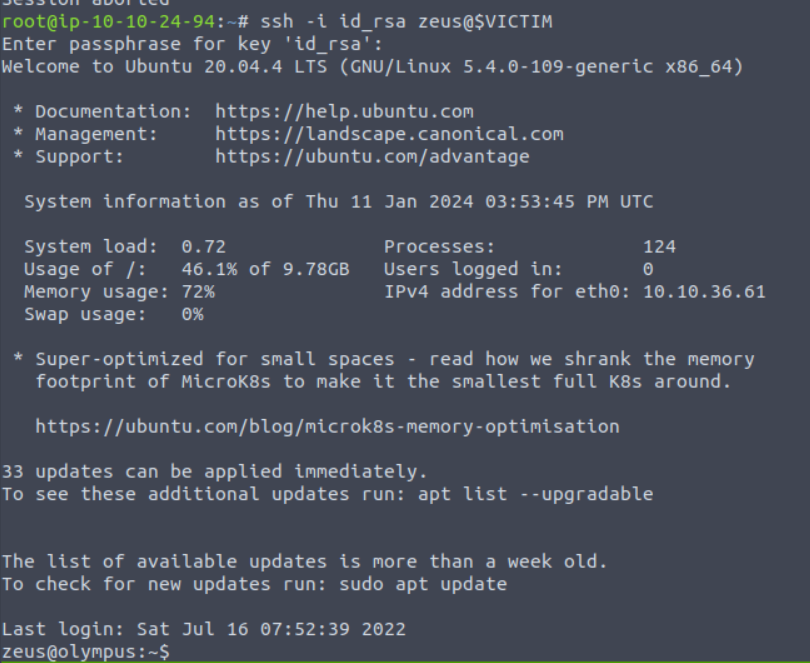 Session aborted
root@ip-10-10-24-94:~# ssh -i id_rsa zeus@$VICTIM
Enter passphrase for key 'id_rsa':
Welcome to Ubuntu 20.04.4 LTS (GNU/Linux 5.4.0-109-generic x86_64)
* Documentation:  https://help.ubuntu.com
* Management:     https://landscape.canonical.com
* Support:        https://ubuntu.com/advantage
System information as of Thu 11 Jan 2024 03:53:45 PM UTC
System load:  0.72               Processes:             124
Usage of /:   46.1% of 9.78GB   Users logged in:       0
Memory usage: 72%                IPv4 address for eth0: 10.10.36.61
Swap usage:   0%
* Super-optimized for small spaces - read how we shrank the memory
footprint of MicroK8s to make it the smallest full K8s around.
https://ubuntu.com/blog/microk8s-memory-optimisation
33 updates can be applied immediately.
To see these additional updates run: apt list --upgradable
The list of available updates is more than a week old.
To check for new updates run: sudo apt update
Last login: Sat Jul 16 07:52:39 2022
zeus@olympus:~$